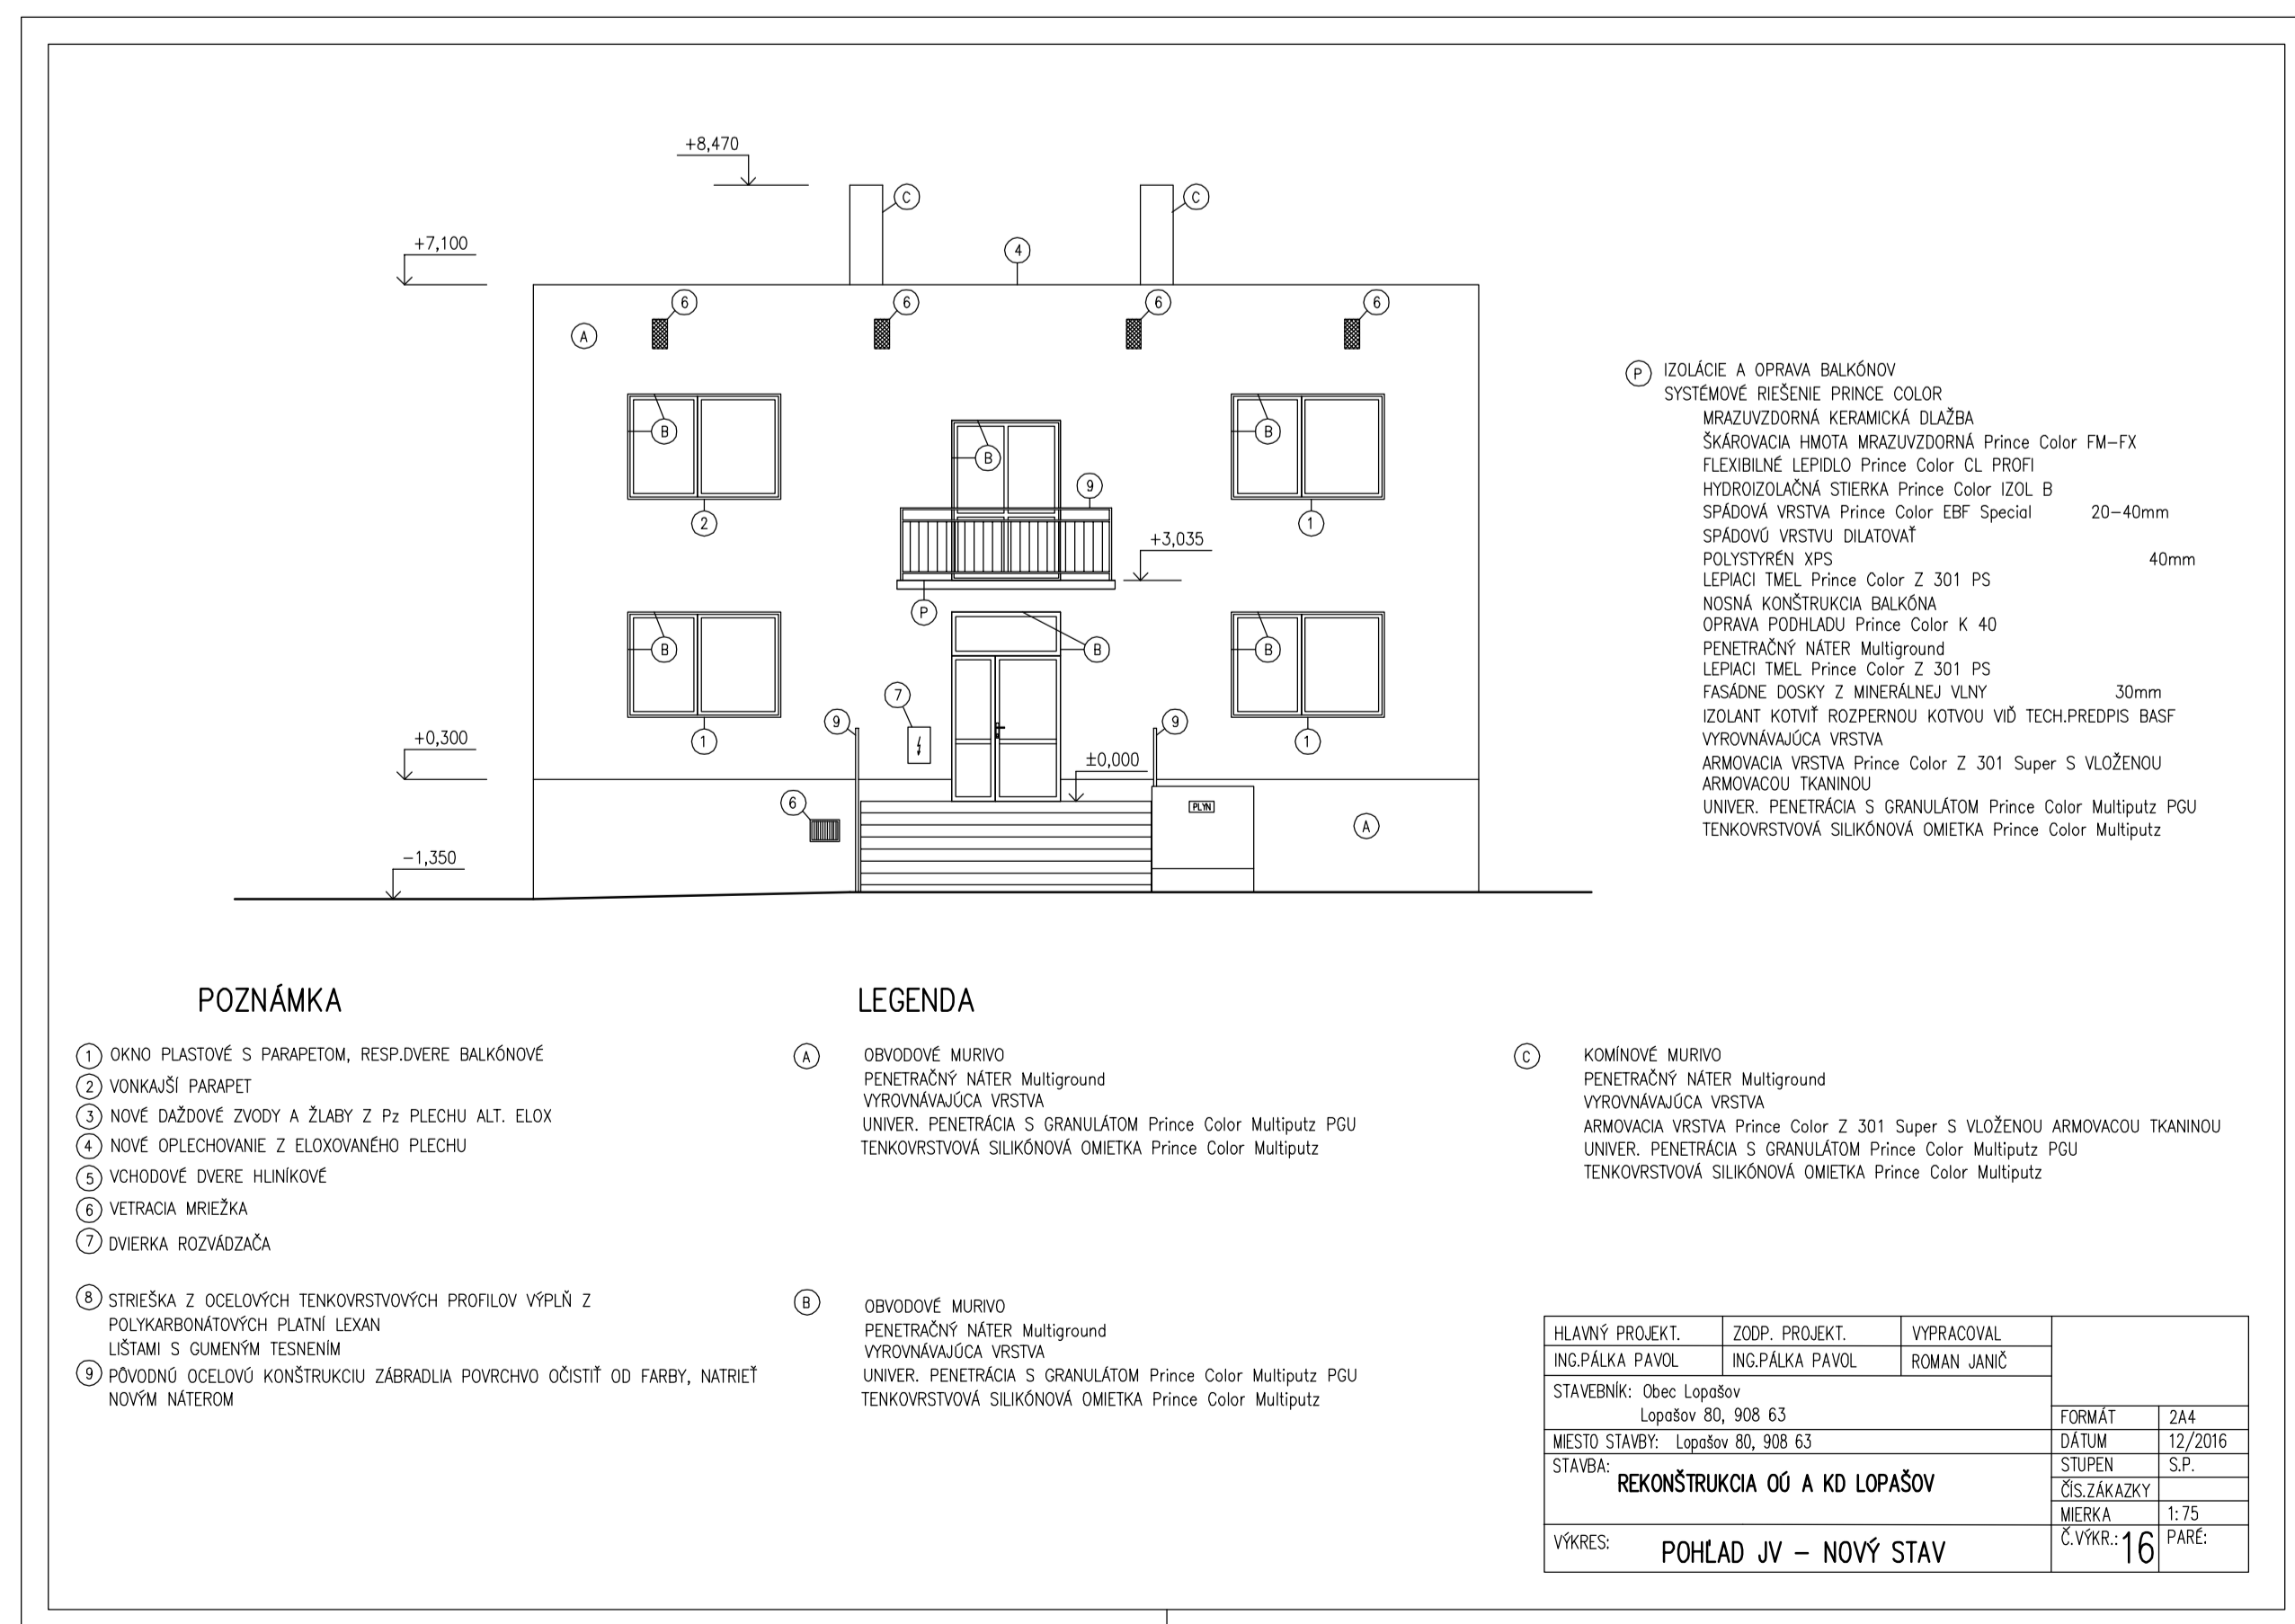 +8,470
C
C
+7,100
4
6
6
6
6
A
B
B
B
9
2
1
+3,035
P
B
B
B
7
9
9
1
1
+0,300
±0,000
6
PLYN
A
-1,350
P IZOLÁCIE A OPRAVA BALKÓNOV
SYSTÉMOVÉ RIEŠENIE PRINCE COLOR
MRAZUVZDORNÁ KERAMICKÁ DLAŽBA
ŠKÁROVACIA HMOTA MRAZUVZDORNÁ Prince Color FM-FX
FLEXIBILNÉ LEPIDLO Prince Color CL PROFI
HYDROIZOLAČNÁ STIERKA Prince Color IZOL B
SPÁDOVÁ VRSTVA Prince Color EBF Special 20-40mm
SPÁDOVÚ VRSTVU DILATOVAŤ
POLYSTYRÉN XPS 40mm
LEPIACI TMEL Prince Color Z 301 PS
NOSNÁ KONŠTRUKCIA BALKÓNA
OPRAVA PODHLADU Prince Color K 40
PENETRAČNÝ NÁTER Multiground
LEPIACI TMEL Prince Color Z 301 PS
FASÁDNE DOSKY Z MINERÁLNEJ VLNY 30mm
IZOLANT KOTVIŤ ROZPERNOU KOTVOU VIĎ TECH.PREDPIS BASF
VYROVNÁVAJÚCA VRSTVA
ARMOVACIA VRSTVA Prince Color Z 301 Super S VLOŽENOU
ARMOVACOU TKANINOU
UNIVER. PENETRÁCIA S GRANULÁTOM Prince Color Multiputz PGU
TENKOVRSTVOVÁ SILIKÓNOVÁ OMIETKA Prince Color Multiputz
POZNÁMKA
1 OKNO PLASTOVÉ S PARAPETOM, RESP.DVERE BALKÓNOVÉ
2 VONKAJŠÍ PARAPET
3 NOVÉ DAŽDOVÉ ZVODY A ŽLABY Z Pz PLECHU ALT. ELOX
4 NOVÉ OPLECHOVANIE Z ELOXOVANÉHO PLECHU
5 VCHODOVÉ DVERE HLINÍKOVÉ
6 VETRACIA MRIEŽKA
7 DVIERKA ROZVÁDZAČA
8 STRIEŠKA Z OCELOVÝCH TENKOVRSTVOVÝCH PROFILOV VÝPLŇ Z
POLYKARBONÁTOVÝCH PLATNÍ LEXAN
LIŠTAMI S GUMENÝM TESNENÍM
9 PÔVODNÚ OCELOVÚ KONŠTRUKCIU ZÁBRADLIA POVRCHVO OČISTIŤ OD FARBY, NATRIEŤ
NOVÝM NÁTEROM
LEGENDA
A OBVODOVÉ MURIVO
PENETRAČNÝ NÁTER Multiground
VYROVNÁVAJÚCA VRSTVA
UNIVER. PENETRÁCIA S GRANULÁTOM Prince Color Multiputz PGU
TENKOVRSTVOVÁ SILIKÓNOVÁ OMIETKA Prince Color Multiputz
B OBVODOVÉ MURIVO
PENETRAČNÝ NÁTER Multiground
VYROVNÁVAJÚCA VRSTVA
UNIVER. PENETRÁCIA S GRANULÁTOM Prince Color Multiputz PGU
TENKOVRSTVOVÁ SILIKÓNOVÁ OMIETKA Prince Color Multiputz
C KOMÍNOVÉ MURIVO
PENETRAČNÝ NÁTER Multiground
VYROVNÁVAJÚCA VRSTVA
ARMOVACIA VRSTVA Prince Color Z 301 Super S VLOŽENOU ARMOVACOU TKANINOU
UNIVER. PENETRÁCIA S GRANULÁTOM Prince Color Multiputz PGU
TENKOVRSTVOVÁ SILIKÓNOVÁ OMIETKA Prince Color Multiputz
HLAVNÝ PROJEKT. ZODP. PROJEKT. VYPRACOVAL
ING.PÁLKA PAVOL ING.PÁLKA PAVOL ROMAN JANIČ
STAVEBNÍK: Obec Lopašov
Lopašov 80, 908 63
MIESTO STAVBY: Lopašov 80, 908 63
STAVBA:
REKONŠTRUKCIA OÚ A KD LOPAŠOV
VÝKRES: POHĽAD JV - NOVÝ STAV
FORMÁT 2A4
DÁTUM 12/2016
STUPEN S.P.
ČÍS.ZÁKAZKY
MIERKA 1:75
Č.VÝKR.: 16 PARÉ: